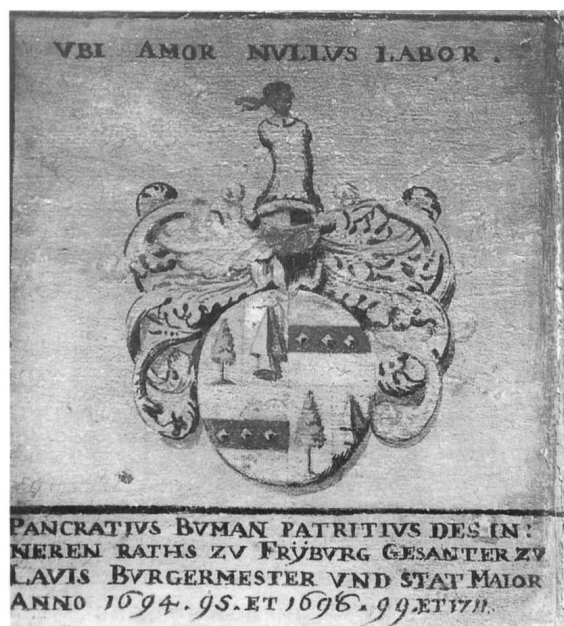 VBI AMOR NVLLVS LABOR.
PANCRATIVS BVMAN PATRITIVS DES IN:
NEREN RATHS ZV FRŸBVRG GESANTER ZV
LAVIS BVRGERMESTER VND STAT MAIOR
ANNO 1694. 95. ET 1698. 99. ET 1711.